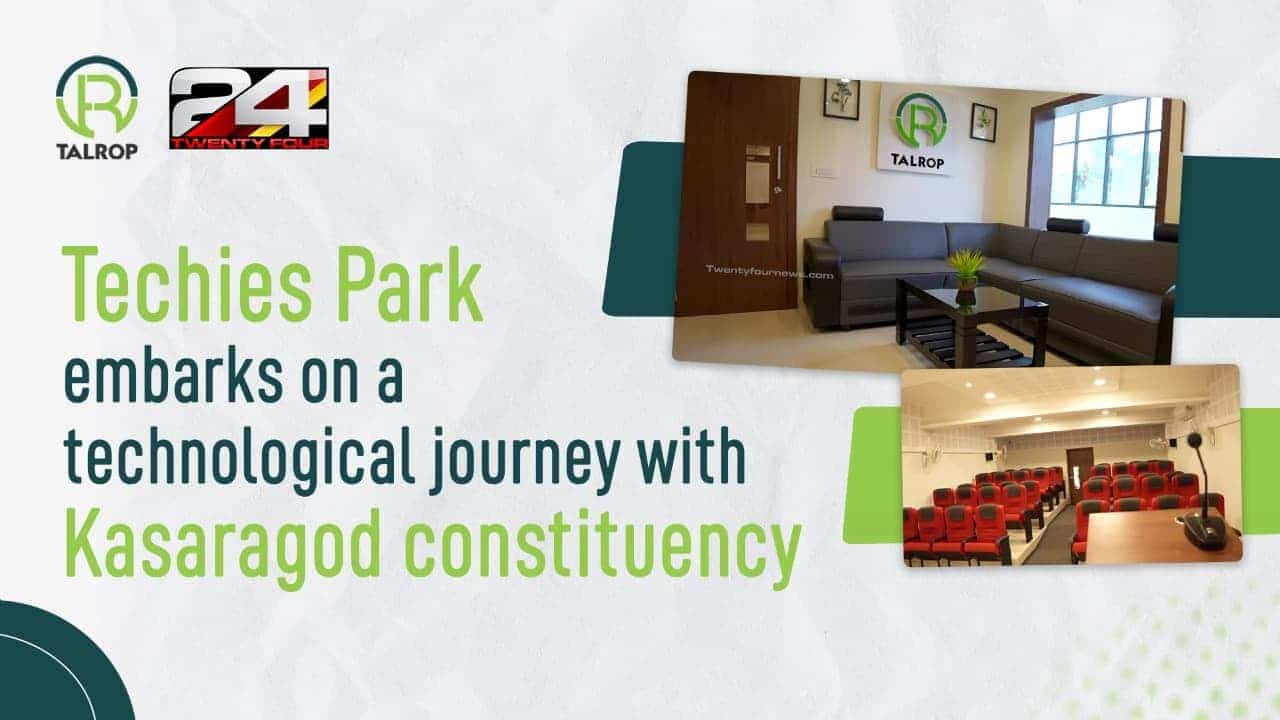 TALROP
24
TWENTY FOUR
Techies Park
embarks on a
technological journey with
Kasaragod constituency
TALROP
Twentyfournews.com